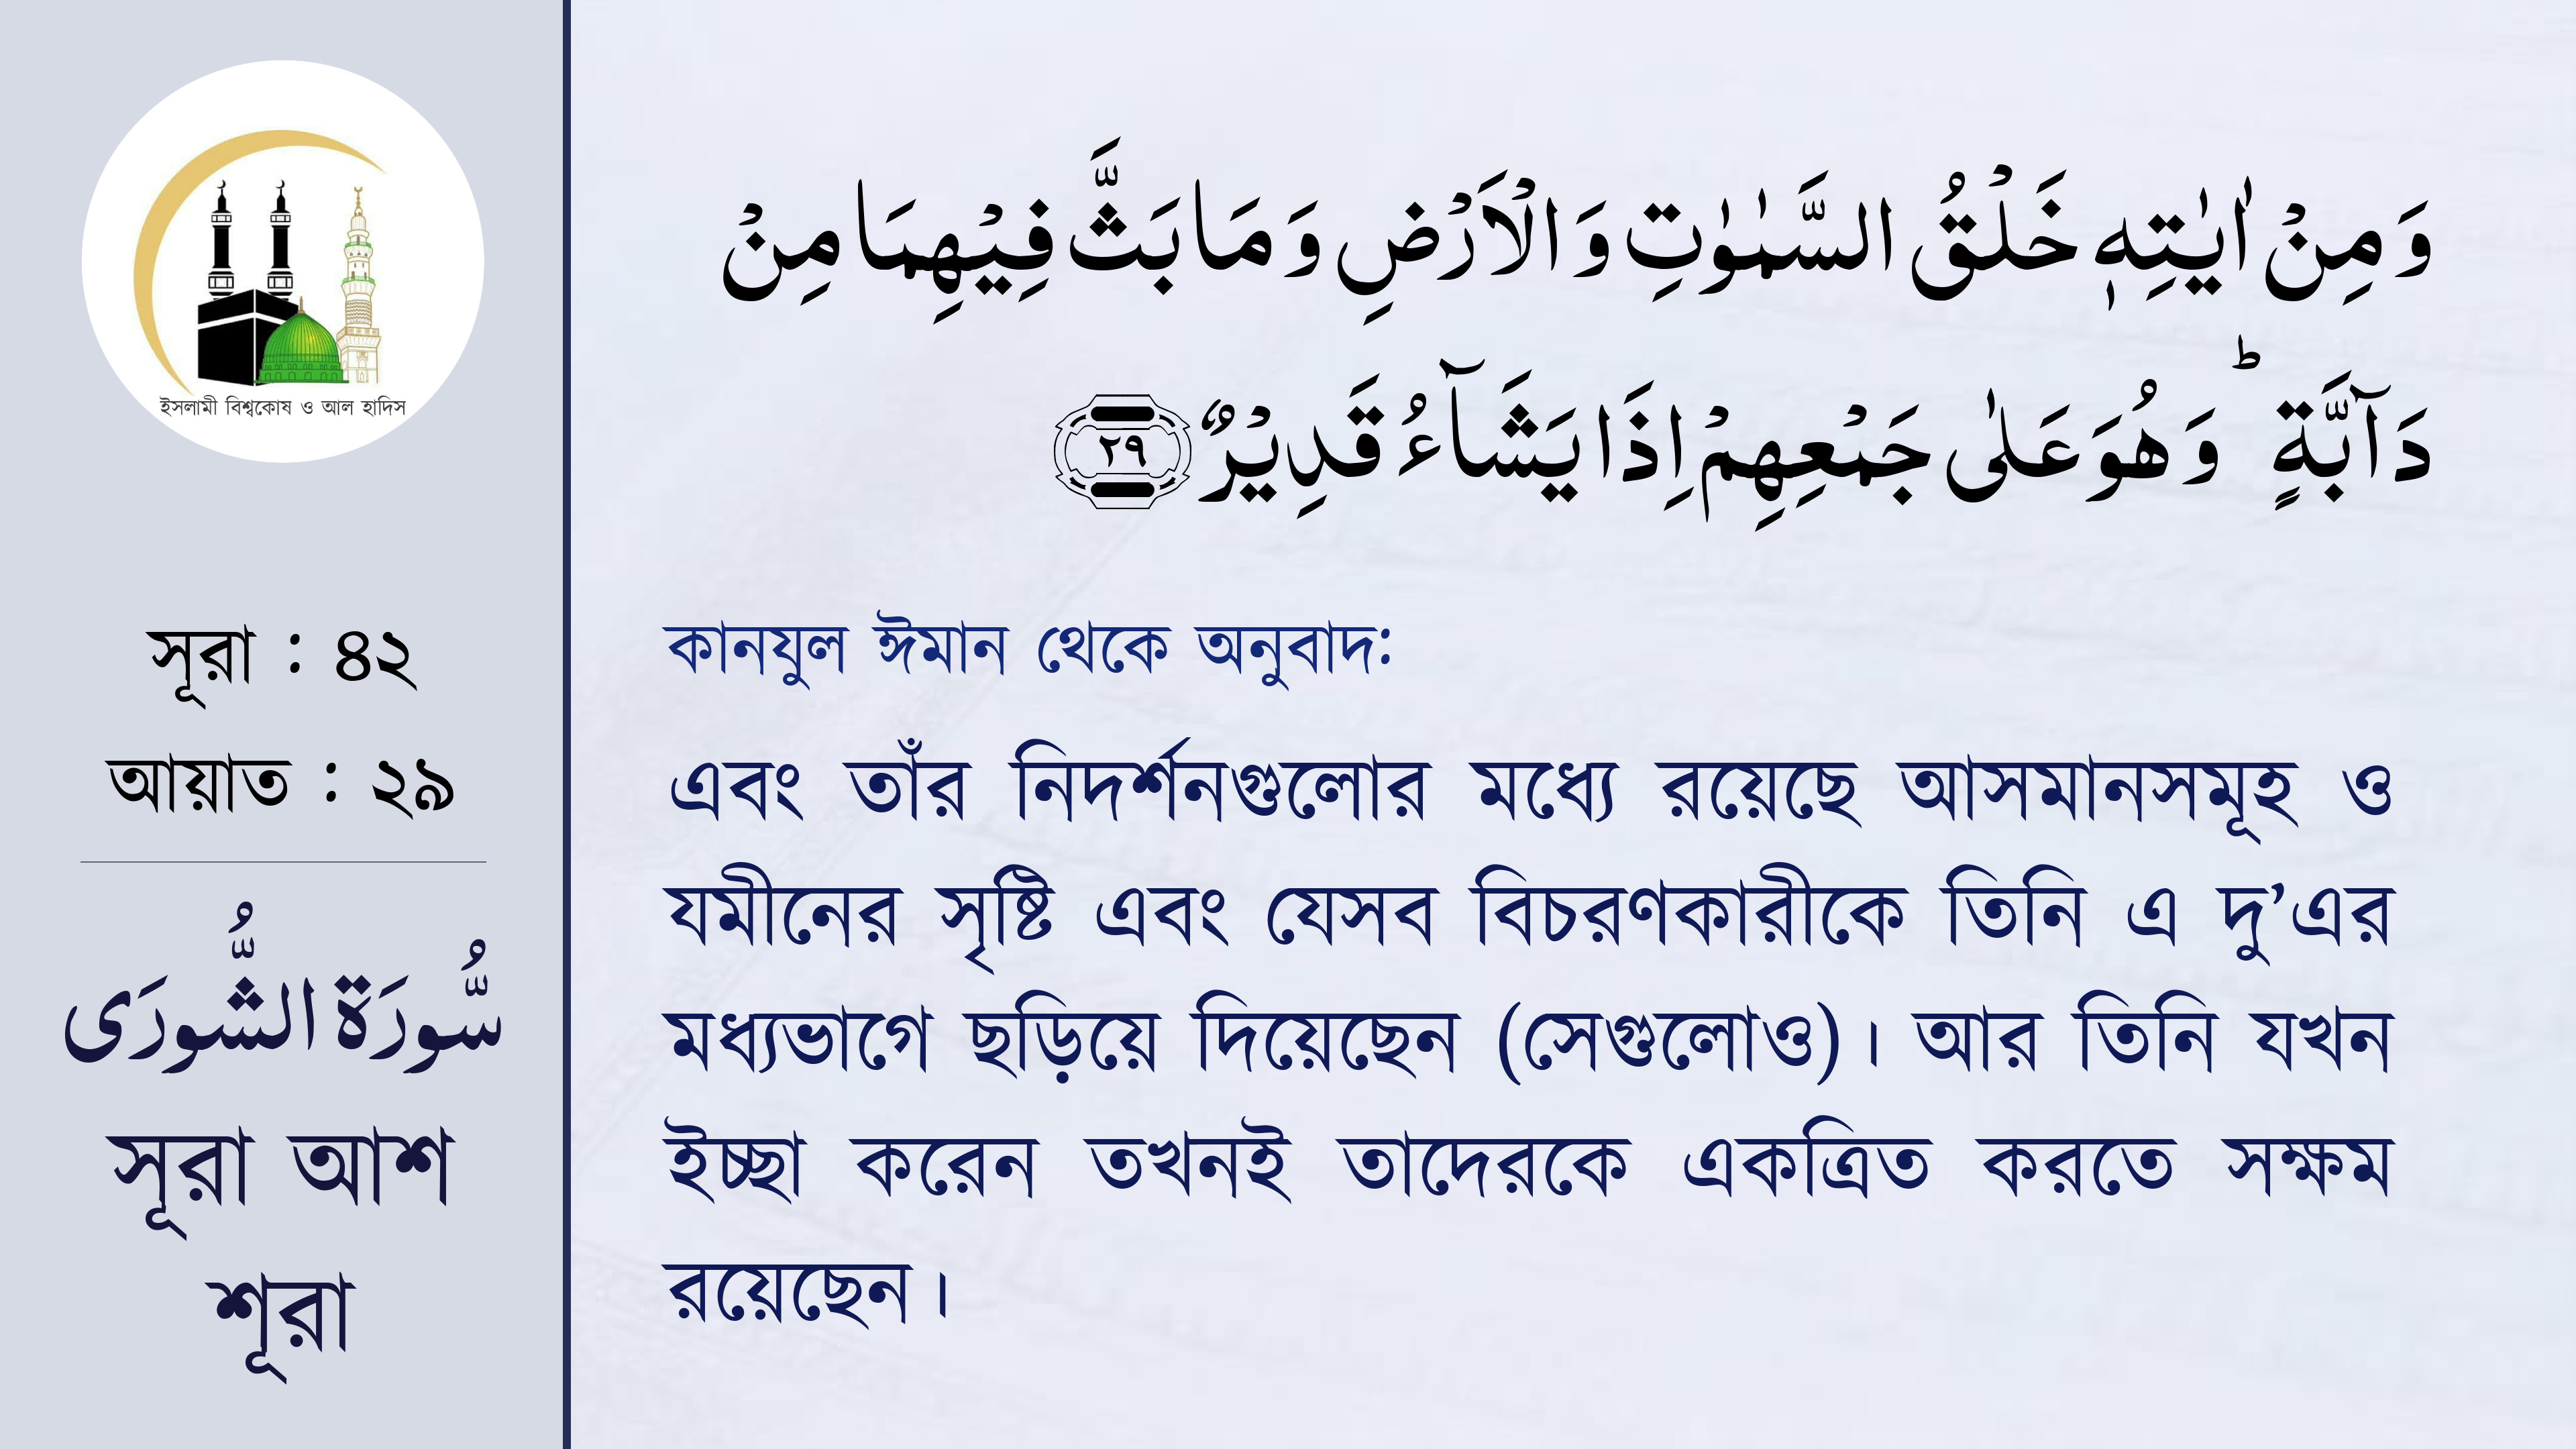 ইসলামী বিশ্বকোষ ও আল হাদিস
সূরা : ৪২
আয়াত : ২৯
سُّورَة الشُّورَى
সূরা আশ
শূরা
وَ مِنْ اٰیٰتِهٖ خَلْقُ السَّمٰوٰتِ وَ الْاَرْضِ وَ مَا بَثَّ فِیْهِمَا مِنْ
دَآبَّةٍؕ وَ هُوَ عَلٰى جَمْعِهِمْ اِذَا یَشَآءُ قَدِیْرٌ۠ ﴿۲۹﴾
কানযুল ঈমান থেকে অনুবাদ:
এবং তাঁর নিদর্শনগুলোর মধ্যে রয়েছে আসমানসমূহ ও
যমীনের সৃষ্টি এবং যেসব বিচরণকারীকে তিনি এ দু’এর
মধ্যভাগে ছড়িয়ে দিয়েছেন (সেগুলোও)। আর তিনি যখন
ইচ্ছা করেন তখনই তাদেরকে একত্রিত করতে সক্ষম
রয়েছেন।